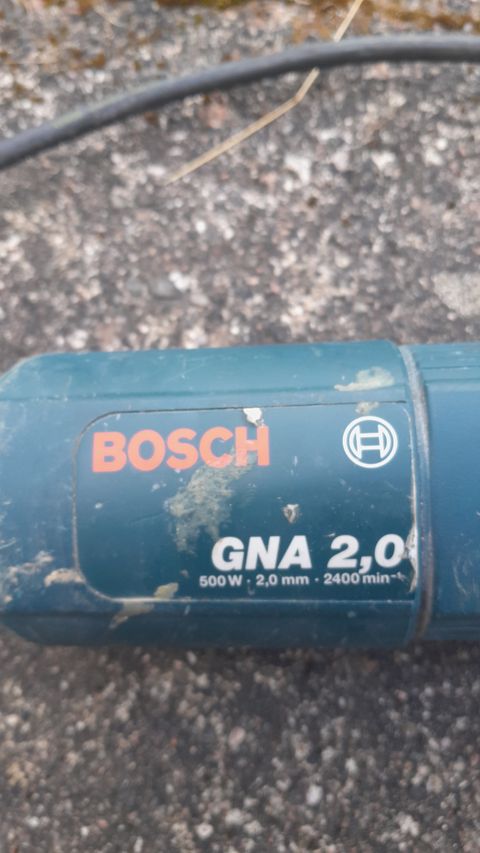 BOSCH
GNA 2,0
500 W · 2,0 mm · 2400 min⁻¹